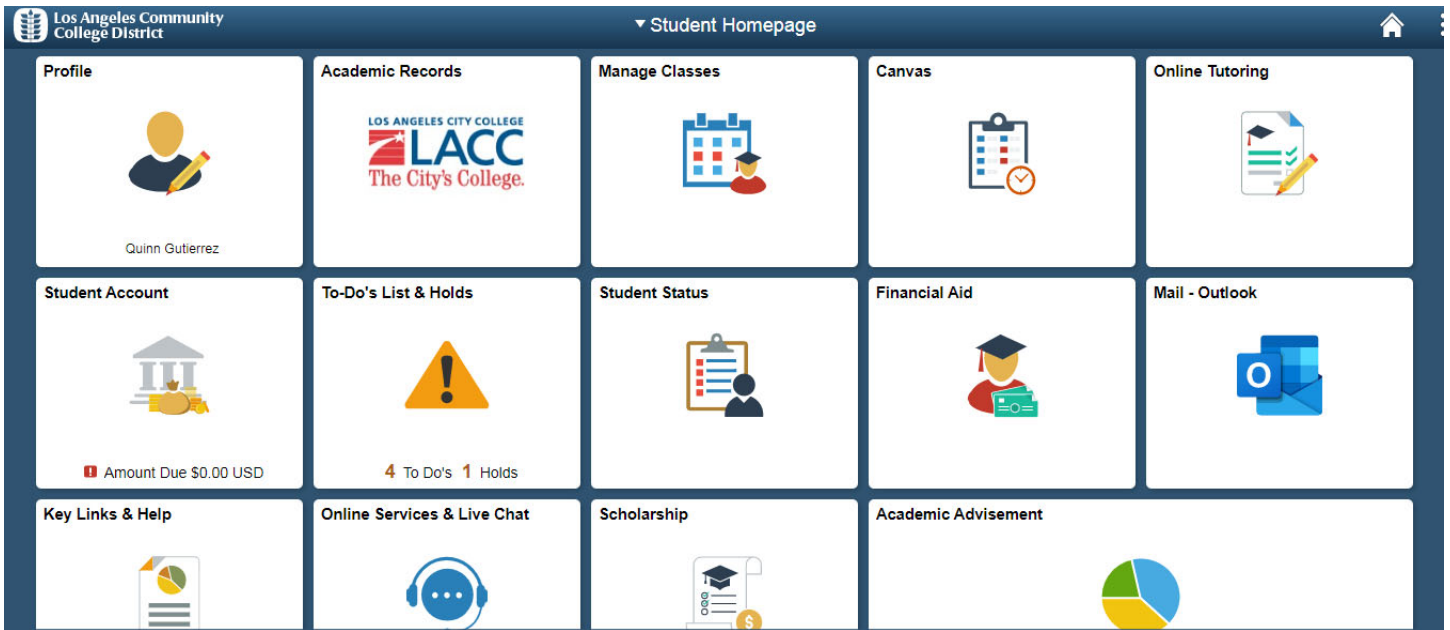 Los Angeles Community
College District
Student Homepage
Profile
Quinn Gutierrez
Academic Records
LOS ANGELES CITY COLLEGE
LACC
The City's College.
Manage Classes
Canvas
Online Tutoring
Student Account
Amount Due $0.00 USD
To-Do's List & Holds
4 To Do's 1 Holds
Student Status
Financial Aid
Mail - Outlook
O
Key Links & Help
Online Services & Live Chat
Scholarship
$
Academic Advisement